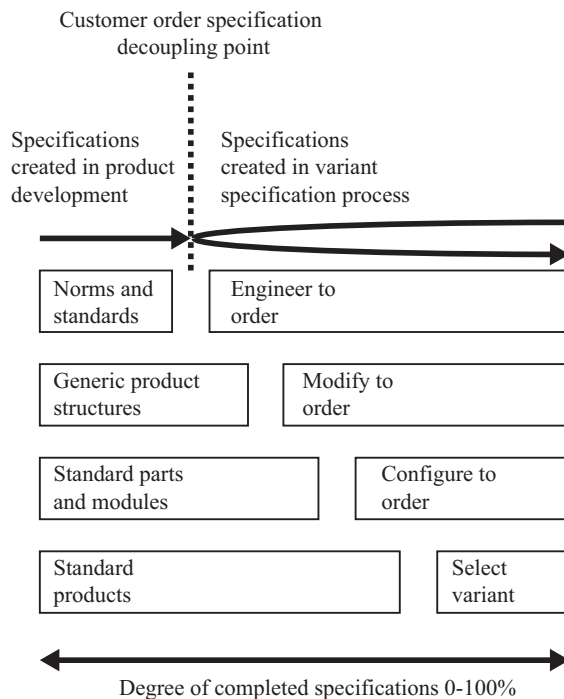 Customer order specification
decoupling point
Specifications
created in product
development
Specifications
created in variant
specification process
Norms and
standards
Engineer to
order
Generic product
structures
Modify to
order
Standard parts
and modules
Configure to
order
Standard
products
Select
variant
Degree of completed specifications 0-100%